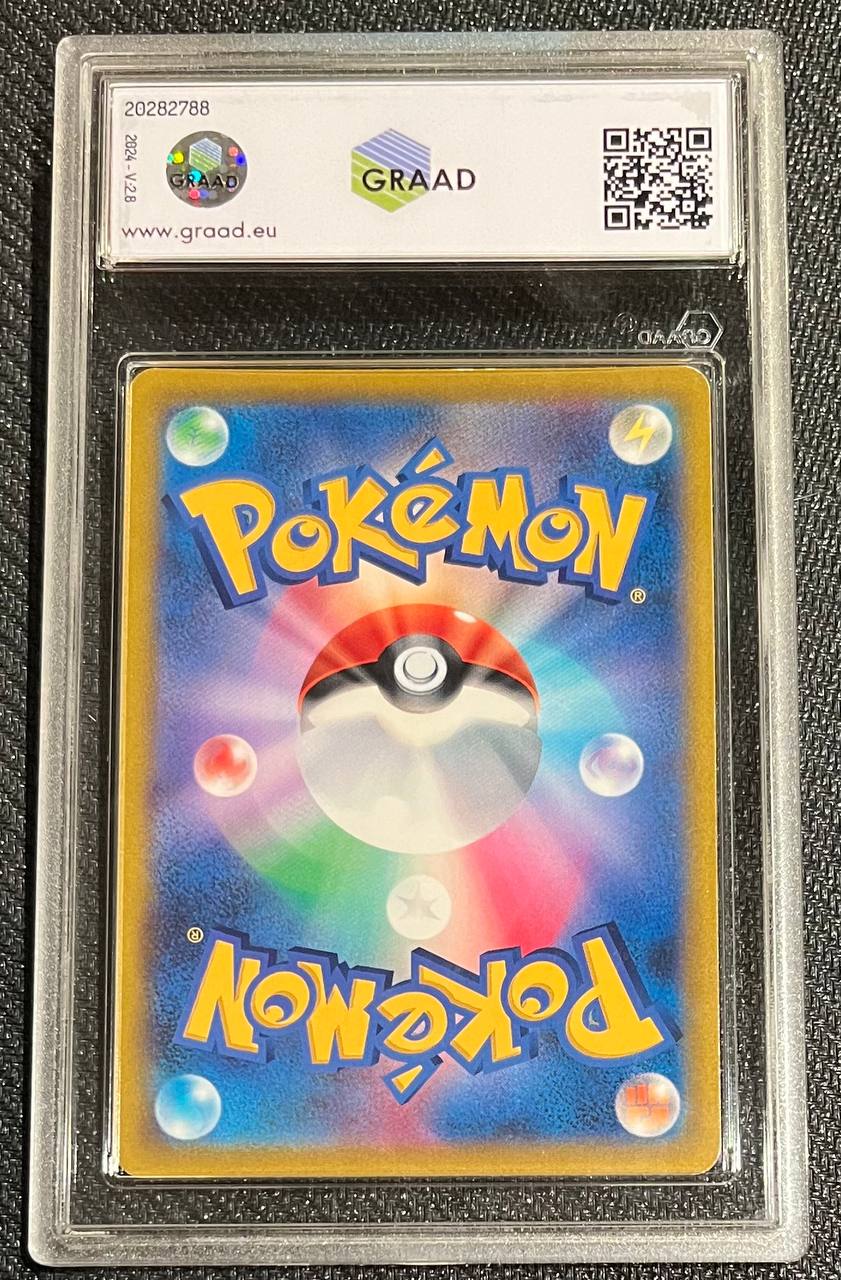 20282788
2024 - V:2.8
GRAAD
GRAAD
www.graad.eu
GRAAD
POKÉMON®
POKÉMON®